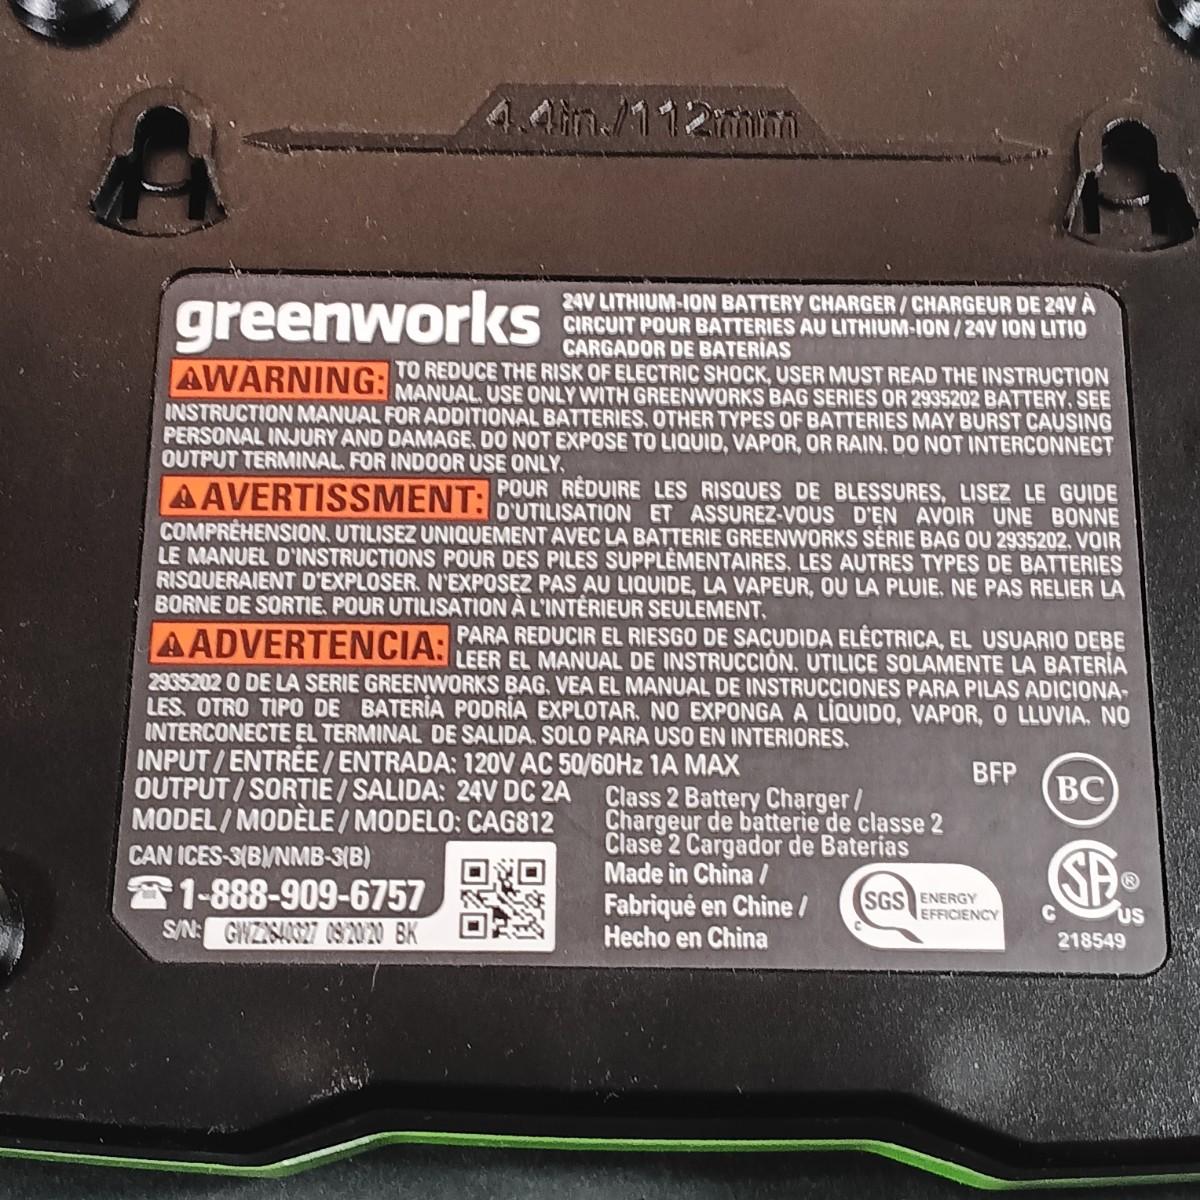 4.4in./112mm
greenworks
24V LITHIUM-ION BATTERY CHARGER / CHARGEUR DE 24V À
CIRCUIT POUR BATTERIES AU LITHIUM-ION / 24V ION LITIO
CARGADOR DE BATERÍAS
⚠WARNING: TO REDUCE THE RISK OF ELECTRIC SHOCK, USER MUST READ THE INSTRUCTION
MANUAL. USE ONLY WITH GREENWORKS BAG SERIES OR 2935202 BATTERY. SEE
INSTRUCTION MANUAL FOR ADDITIONAL BATTERIES. OTHER TYPES OF BATTERIES MAY BURST CAUSING
PERSONAL INJURY AND DAMAGE. DO NOT EXPOSE TO LIQUID, VAPOR, OR RAIN. DO NOT INTERCONNECT
OUTPUT TERMINAL. FOR INDOOR USE ONLY.
⚠AVERTISSMENT: POUR RÉDUIRE LES RISQUES DE BLESSURES, LISEZ LE GUIDE
D'UTILISATION ET ASSUREZ-VOUS D'EN AVOIR UNE BONNE
COMPRÉHENSION. UTILISEZ UNIQUEMENT AVEC LA BATTERIE GREENWORKS SÉRIE BAG OU 2935202. VOIR
LE MANUEL D'INSTRUCTIONS POUR DES PILES SUPPLÉMENTAIRES. LES AUTRES TYPES DE BATTERIES
RISQUERAIENT D'EXPLOSER. N'EXPOSEZ PAS AU LIQUIDE, LA VAPEUR, OU LA PLUIE. NE PAS RELIER LA
BORNE DE SORTIE. POUR UTILISATION À L'INTÉRIEUR SEULEMENT.
⚠ADVERTENCIA: PARA REDUCIR EL RIESGO DE SACUDIDA ELÉCTRICA, EL USUARIO DEBE
LEER EL MANUAL DE INSTRUCCIÓN. UTILICE SOLAMENTE LA BATERÍA
2935202 O DE LA SERIE GREENWORKS BAG. VEA EL MANUAL DE INSTRUCCIONES PARA PILAS ADICIONA-
LES. OTRO TIPO DE BATERÍA PODRÍA EXPLOTAR. NO EXPONGA A LÍQUIDO, VAPOR, O LLUVIA. NO
INTERCONECTE EL TERMINAL DE SALIDA. SOLO PARA USO EN INTERIORES.
INPUT / ENTRÉE / ENTRADA: 120V AC 50/60Hz 1A MAX
OUTPUT / SORTIE / SALIDA: 24V DC 2A
MODEL / MODÈLE / MODELO: CAG812
CAN ICES-3(B)/NMB-3(B)
☎ 1-888-909-6757
S/N: GWZ2640327 09/20/20 BK
Class 2 Battery Charger /
Chargeur de batterie de classe 2
Clase 2 Cargador de Baterias
Made in China /
Fabriqué en Chine /
Hecho en China
BFP
BC
SGS ENERGY
EFFICIENCY
C
SA ®
C US
218549